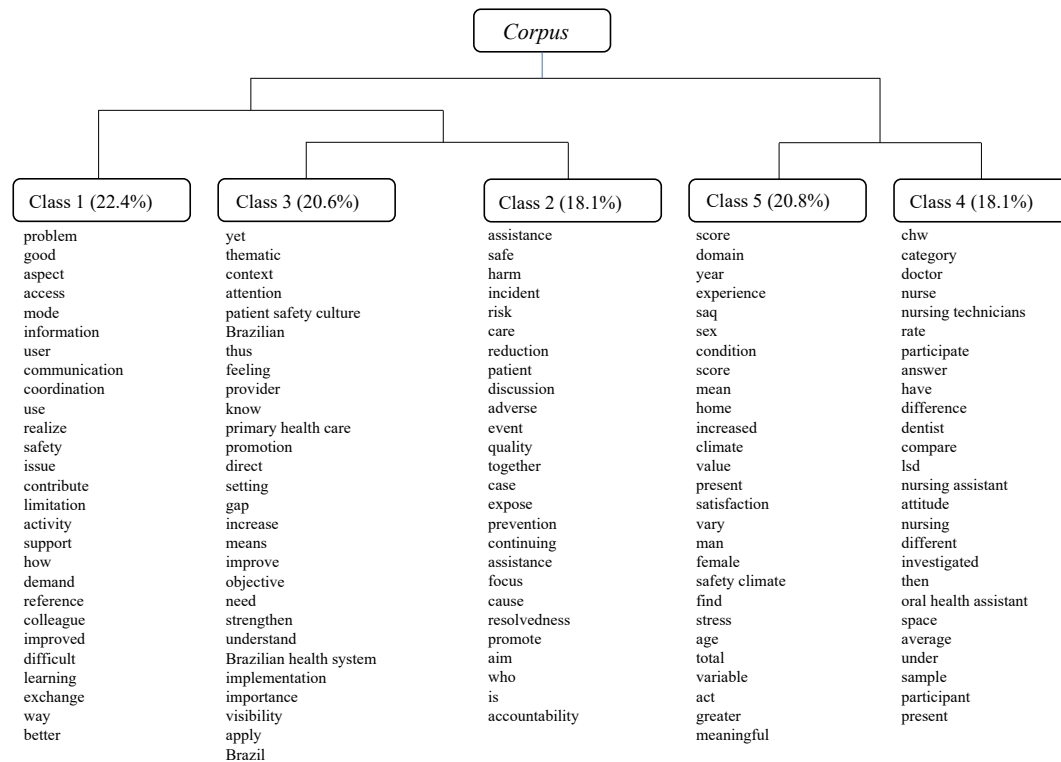 Corpus
Class 1 (22.4%)
problem
good
aspect
access
mode
information
user
communication
coordination
use
realize
safety
issue
contribute
limitation
activity
support
how
demand
reference
colleague
improved
difficult
learning
exchange
way
better
Class 3 (20.6%)
yet
thematic
context
attention
patient safety culture
Brazilian
thus
feeling
provider
know
primary health care
promotion
direct
setting
gap
increase
means
improve
objective
need
strengthen
understand
Brazilian health system
implementation
importance
visibility
apply
Brazil
Class 2 (18.1%)
assistance
safe
harm
incident
risk
care
reduction
patient
discussion
adverse
event
quality
together
case
expose
prevention
continuing
assistance
focus
cause
resolvedness
promote
aim
who
is
accountability
Class 5 (20.8%)
score
domain
year
experience
saq
sex
condition
score
mean
home
increased
climate
value
present
satisfaction
vary
man
female
safety climate
find
stress
age
total
variable
act
greater
meaningful
Class 4 (18.1%)
chw
category
doctor
nurse
nursing technicians
rate
participate
answer
have
difference
dentist
compare
lsd
nursing assistant
attitude
nursing
different
investigated
then
oral health assistant
space
average
under
sample
participant
present